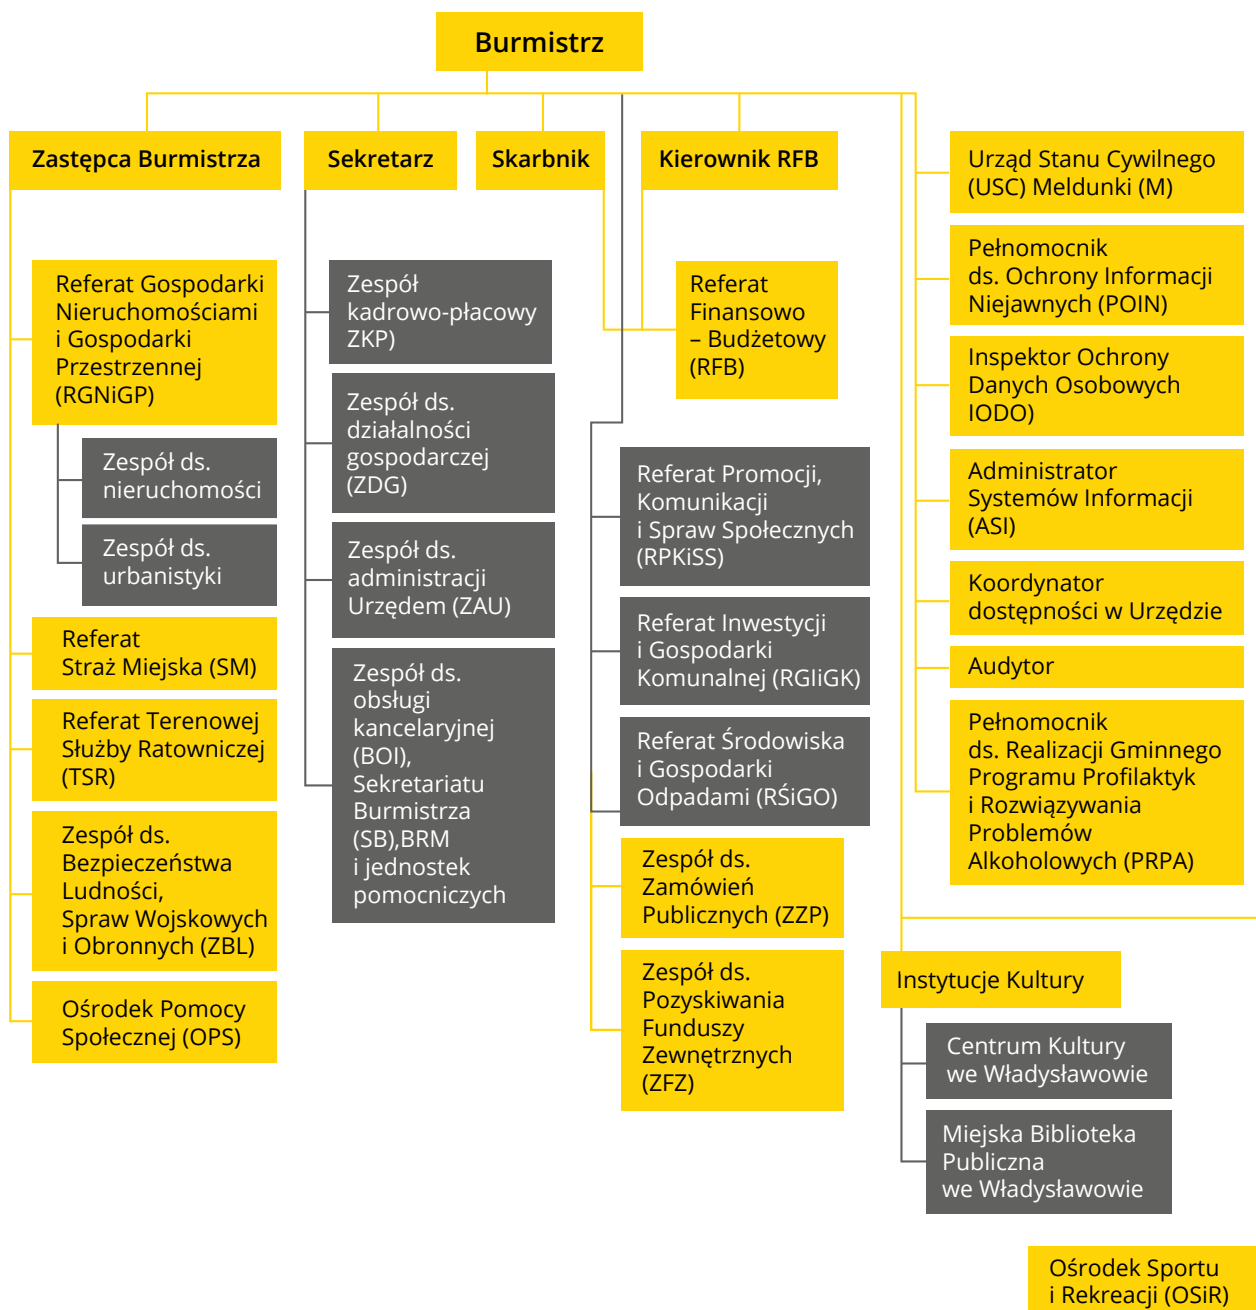 Burmistrz
Zastępca Burmistrza
Sekretarz
Skarbnik
Kierownik RFB
Referat Gospodarki
Nieruchomościami
i Gospodarki
Przestrzennej
(RGNiGP)
Zespół ds.
nieruchomości
Zespół ds.
urbanistyki
Referat
Straż Miejska (SM)
Referat Terenowej
Służby Ratowniczej
(TSR)
Zespół ds.
Bezpieczeństwa
Ludności,
Spraw Wojskowych
i Obronnych (ZBL)
Ośrodek Pomocy
Społecznej (OPS)
Zespół
kadrowo-płacowy
ZKP)
Zespół ds.
działalności
gospodarczej
(ZDG)
Zespół ds.
administracji
Urzędem (ZAU)
Zespół ds.
obsługi
kancelaryjnej
(BOI),
Sekretariatu
Burmistrza
(SB),BRM
i jednostek
pomocniczych
Referat
Finansowo
– Budżetowy
(RFB)
Referat Promocji,
Komunikacji
i Spraw Społecznych
(RPKiSS)
Referat Inwestycji
i Gospodarki
Komunalnej (RGIiGK)
Referat Środowiska
i Gospodarki
Odpadami (RŚiGO)
Zespół ds.
Zamówień
Publicznych (ZZP)
Zespół ds.
Pozyskiwania
Funduszy
Zewnętrznych
(ZFZ)
Urząd Stanu Cywilnego
(USC) Meldunki (M)
Pełnomocnik
ds. Ochrony Informacji
Niejawnych (POIN)
Inspektor Ochrony
Danych Osobowych
IODO)
Administrator
Systemów Informacji
(ASI)
Koordynator
dostępności w Urzędzie
Audytor
Pełnomocnik
ds. Realizacji Gminnego
Programu Profilaktyk
i Rozwiązywania
Problemów
Alkoholowych (PRPA)
Instytucje Kultury
Centrum Kultury
we Władysławowie
Miejska Biblioteka
Publiczna
we Władysławowie
Ośrodek Sportu
i Rekreacji (OSiR)